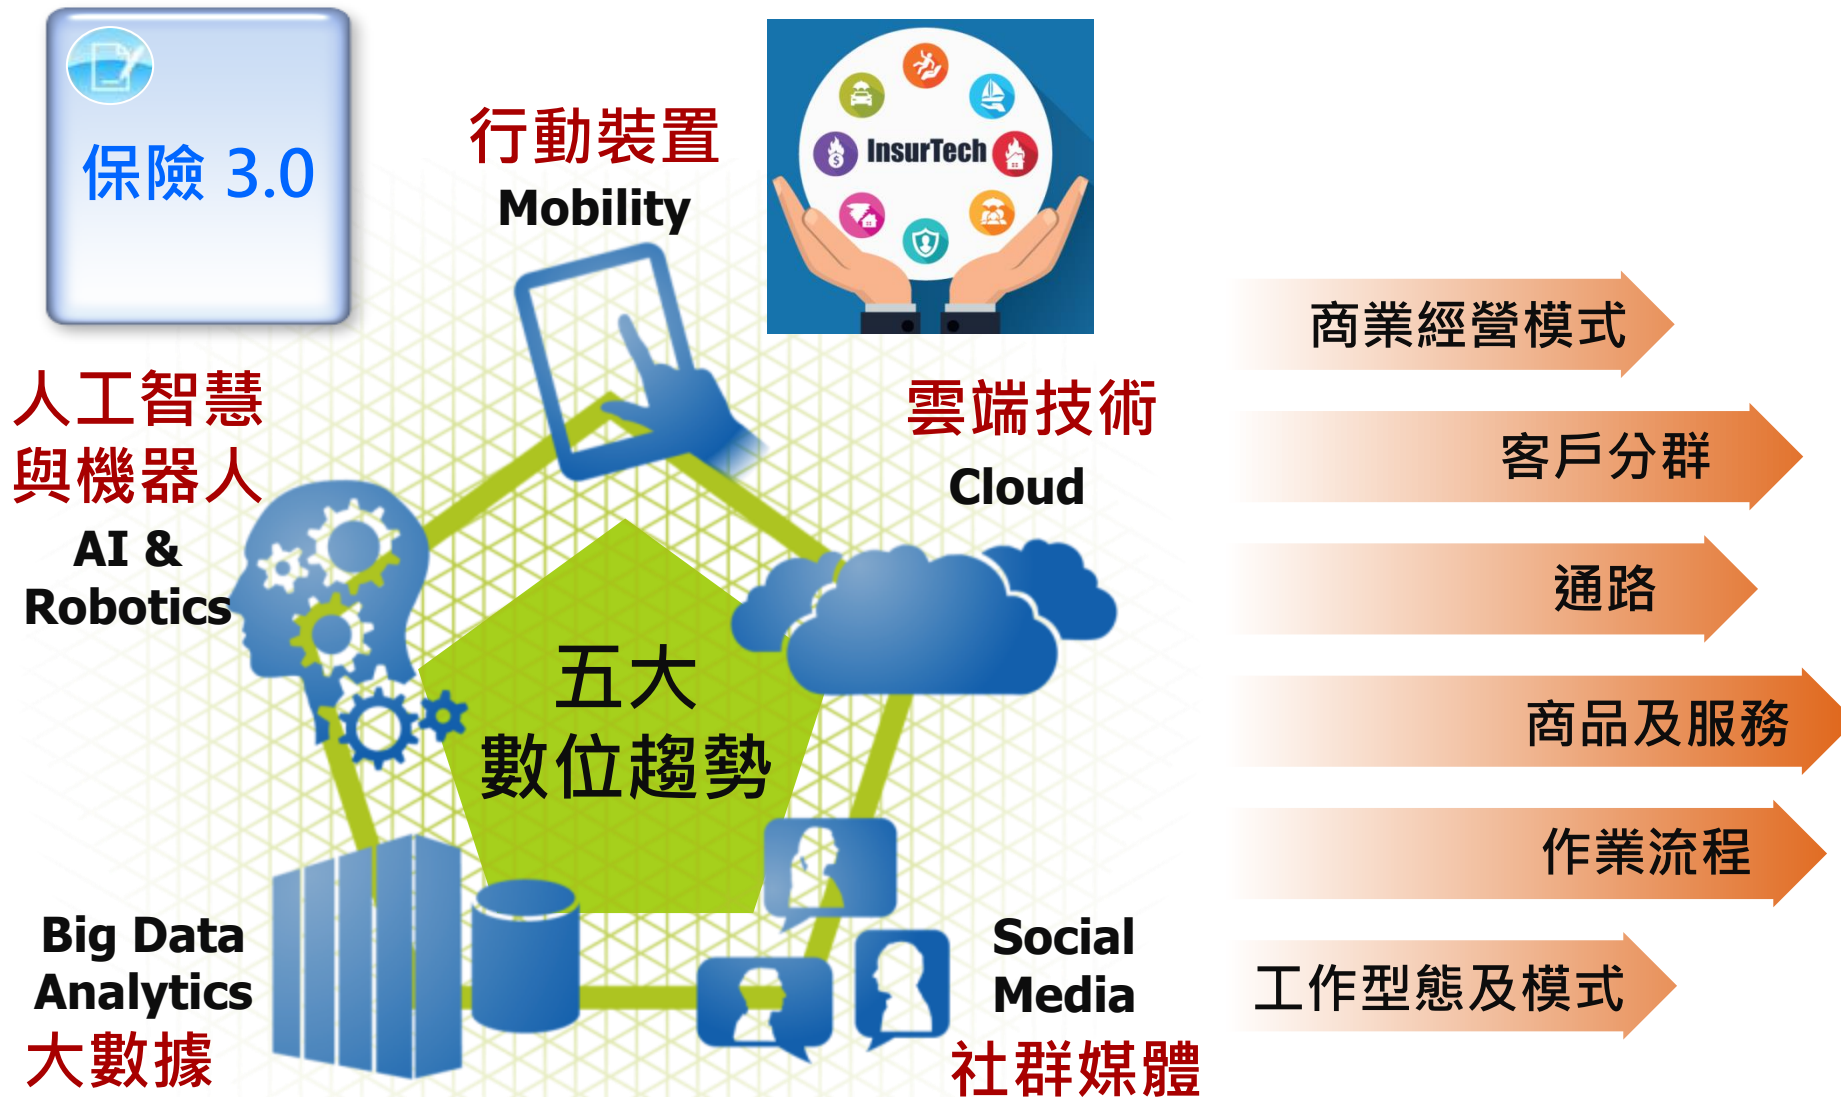 保險 3.0
行動裝置
Mobility
InsurTech
人工智慧
與機器人
AI &
Robotics
雲端技術
Cloud
五大
數位趨勢
Big Data
Analytics
大數據
Social
Media
社群媒體
商業經營模式
客戶分群
通路
商品及服務
作業流程
工作型態及模式